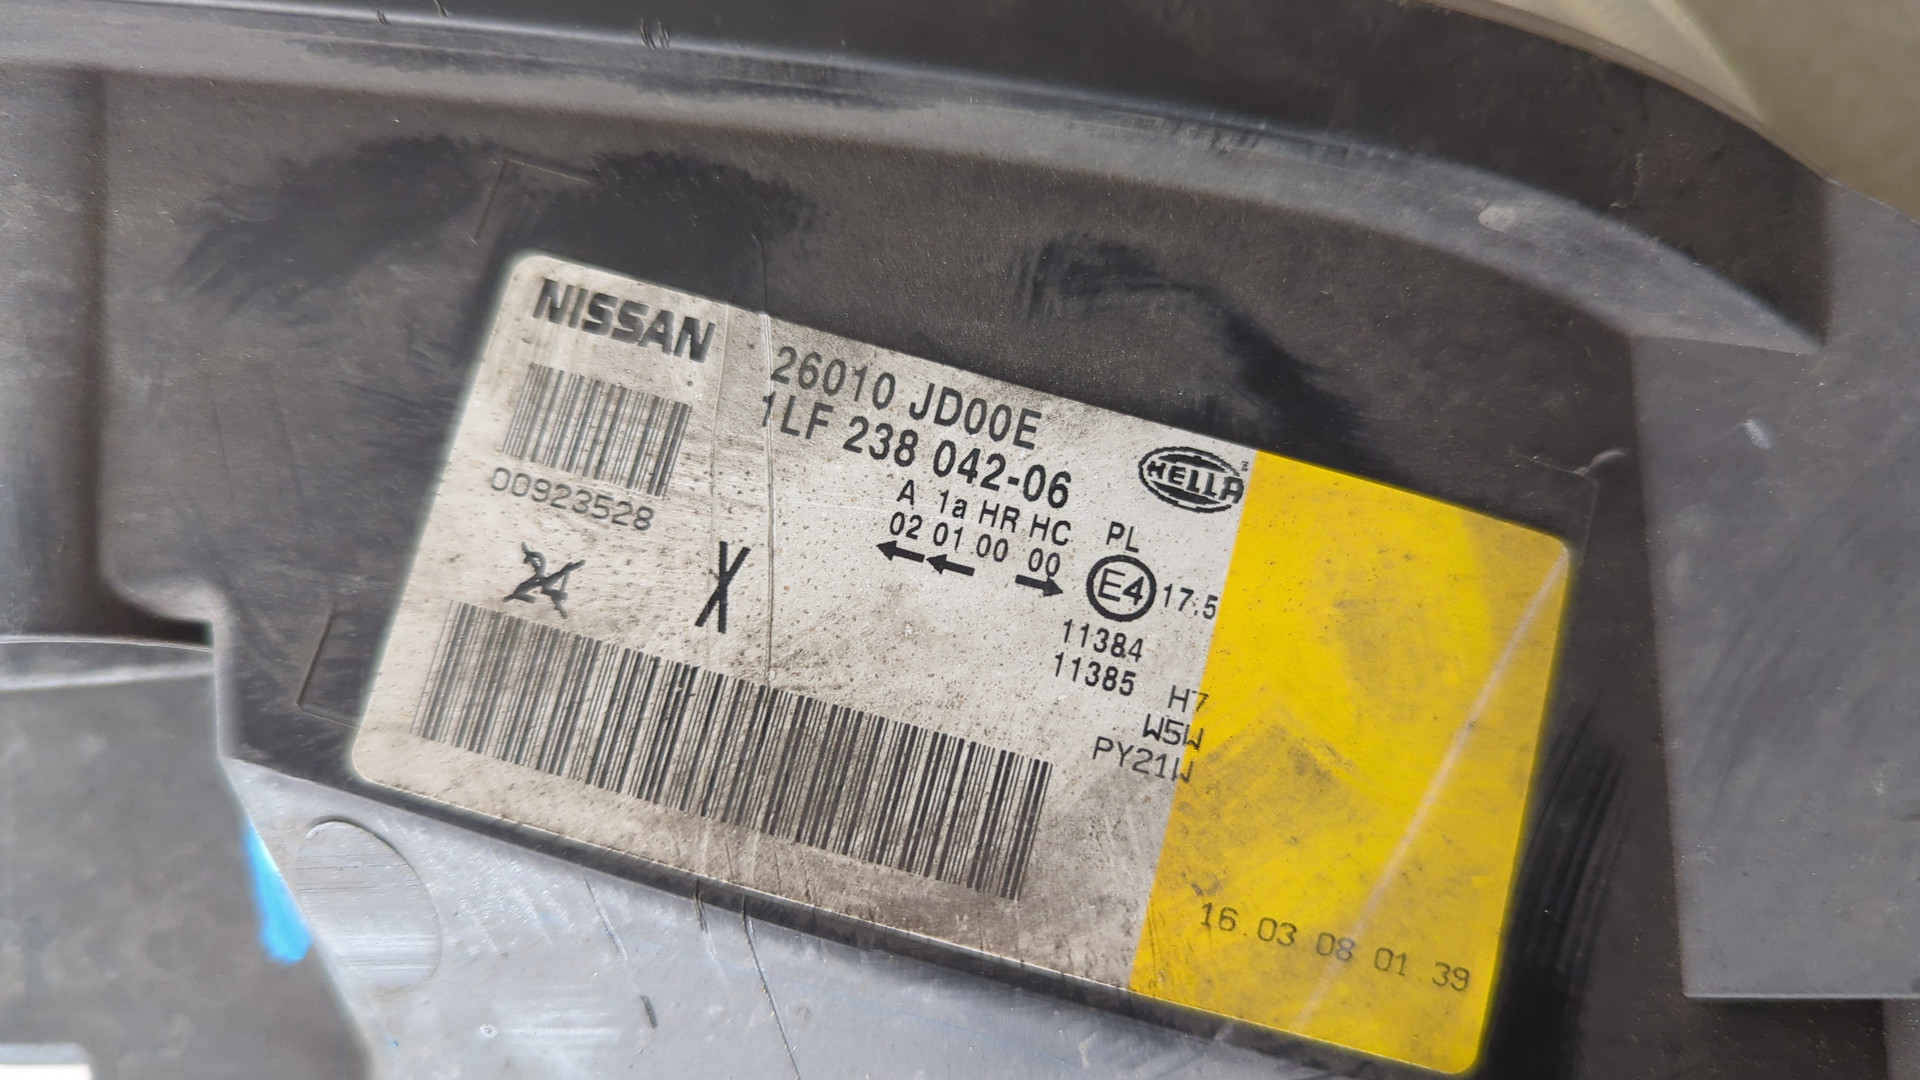 NISSAN
26010 JD00E
1LF 238 042-06
HELLA
00923528
A 1a HR HC PL
02 01 00 00
E4 17.5
24
X
11384
11385
H7
W5W
PY21W
16 03 08 01 39